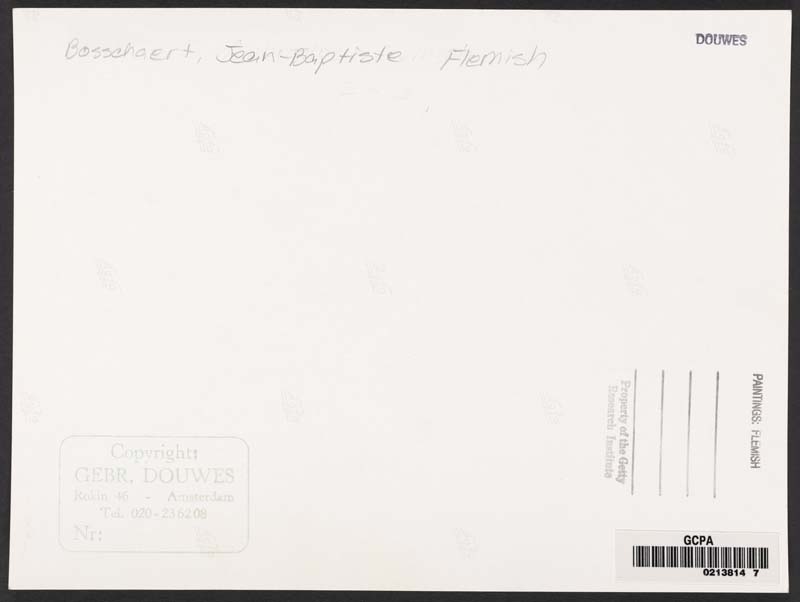 Bosschaert, Jean-Baptiste Flemish
DOUWES
Copyright:
GEBR. DOUWES
Rokin 46 - Amsterdam
Tel. 020-236208
Nr:
Property of the Getty
Research Institute
PAINTINGS: FLEMISH
GCPA
0213814 7